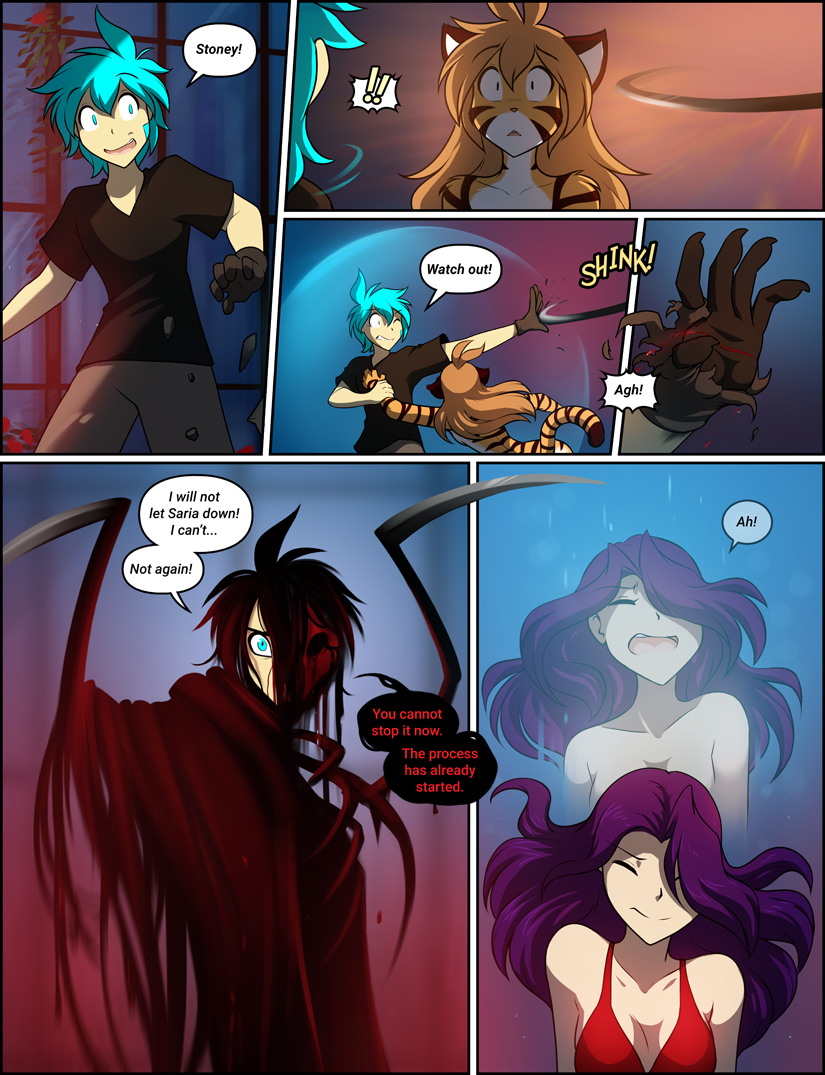 Stoney!
!!
Watch out!
SHINK!
Agh!
I will not
let Saria down!
I can't...
Not again!
You cannot
stop it now.
The process
has already
started.
Ah!